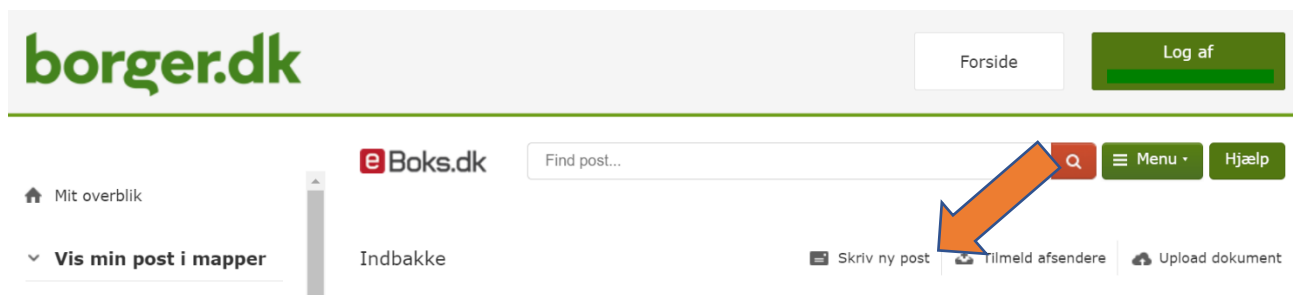 borger.dk
Forside
Log af
e Boks.dk
Find post...
Menu
Hjælp
Mit overblik
Vis min post i mapper
Indbakke
Skriv ny post
Tilmeld afsendere
Upload dokument